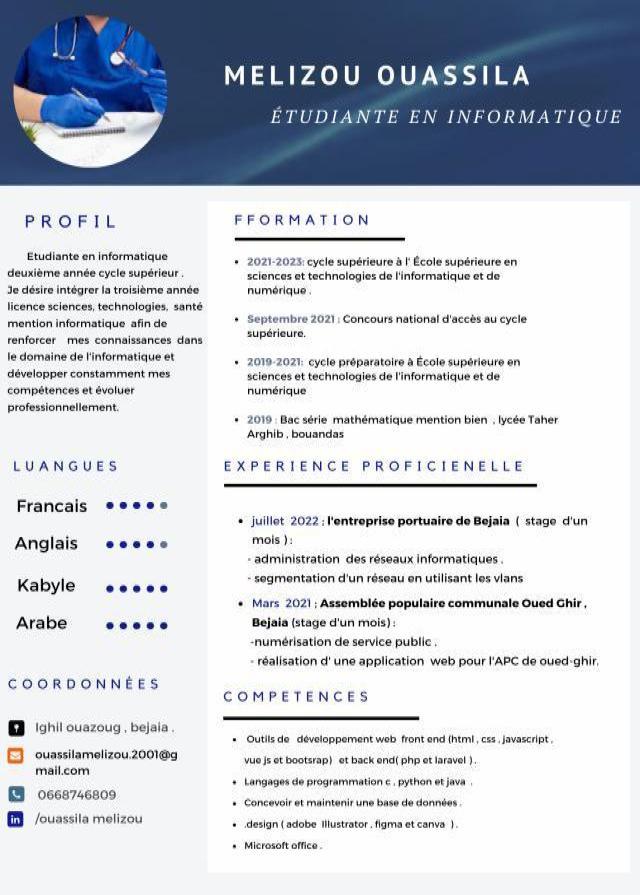 MELIZOU OUASSILA
ÉTUDIANTE EN INFORMATIQUE
PROFIL
Etudiante en informatique
deuxième année cycle supérieur .
Je désire intégrer la troisième année
licence sciences, technologies, santé
mention informatique afin de
renforcer mes connaissances dans
le domaine de l'informatique et
développer constamment mes
compétences et évoluer
professionnellement.
LUANGUES
Francais
Anglais
Kabyle
Arabe
COORDONNÉES
Ighil ouazoug , bejaia .
ouassilamelizou.2001@g
mail.com
0668746809
in /ouassila melizou
FFORMATION
• 2021-2023: cycle supérieure à l' École supérieure en
sciences et technologies de l'informatique et de
numérique .
• Septembre 2021 : Concours national d'accès au cycle
supérieure.
• 2019-2021: cycle préparatoire à École supérieure en
sciences et technologies de l'informatique et de
numérique
• 2019 : Bac série mathématique mention bien , lycée Taher
Arghib , bouandas
EXPERIENCE PROFICIENELLE
• juillet 2022 : l'entreprise portuaire de Bejaia ( stage d'un
mois ) :
- administration des réseaux informatiques .
- segmentation d'un réseau en utilisant les vlans
• Mars 2021 : Assemblée populaire communale Oued Ghir ,
Bejaia (stage d'un mois) :
-numérisation de service public .
- réalisation d' une application web pour l'APC de oued-ghir.
COMPETENCES
• Outils de développement web front end (html , css , javascript ,
vue js et bootsrap) et back end( php et laravel ) .
• Langages de programmation c , python et java .
• Concevoir et maintenir une base de données .
• .design ( adobe Illustrator , figma et canva ) .
• Microsoft office .